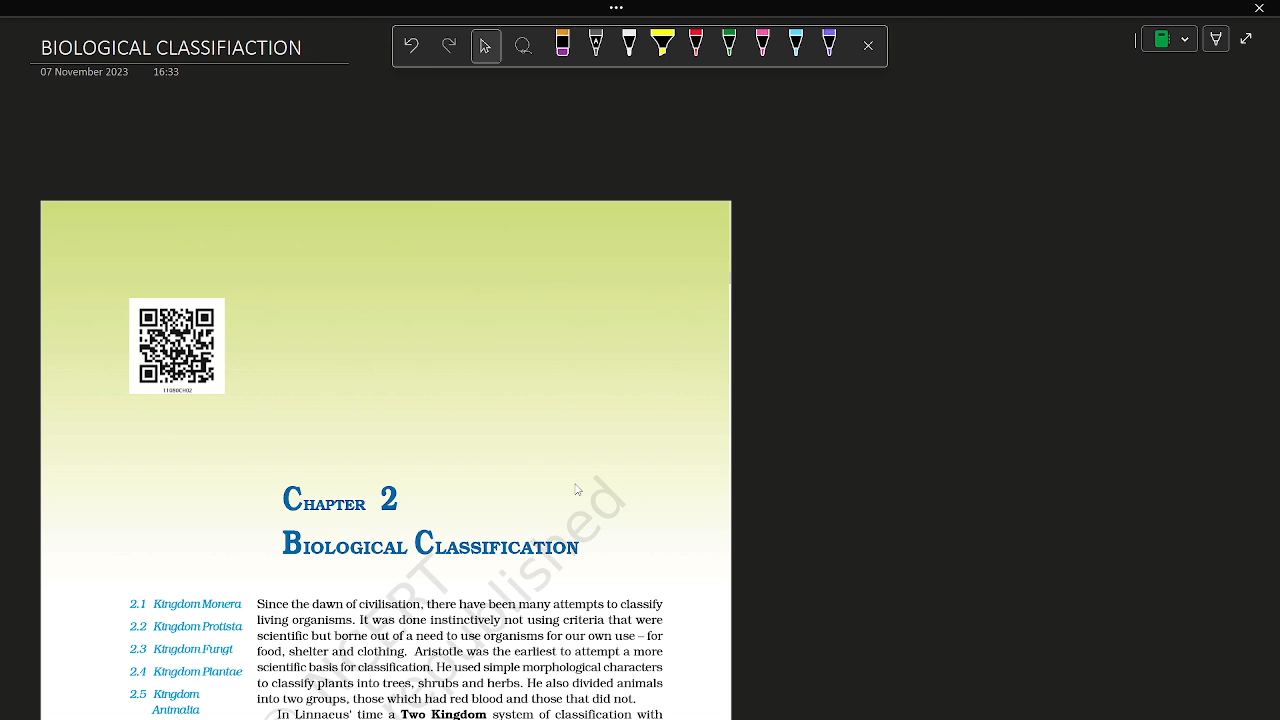 BIOLOGICAL CLASSIFIACTION
07 November 2023 16:33
11080CH02
CHAPTER 2
BIOLOGICAL CLASSIFICATION
2.1 Kingdom Monera
2.2 Kingdom Protista
2.3 Kingdom Fungi
2.4 Kingdom Plantae
2.5 Kingdom
Animalia
Since the dawn of civilisation, there have been many attempts to classify
living organisms. It was done instinctively not using criteria that were
scientific but borne out of a need to use organisms for our own use – for
food, shelter and clothing. Aristotle was the earliest to attempt a more
scientific basis for classification. He used simple morphological characters
to classify plants into trees, shrubs and herbs. He also divided animals
into two groups, those which had red blood and those that did not.
In Linnaeus' time a Two Kingdom system of classification with
NCERT
republished